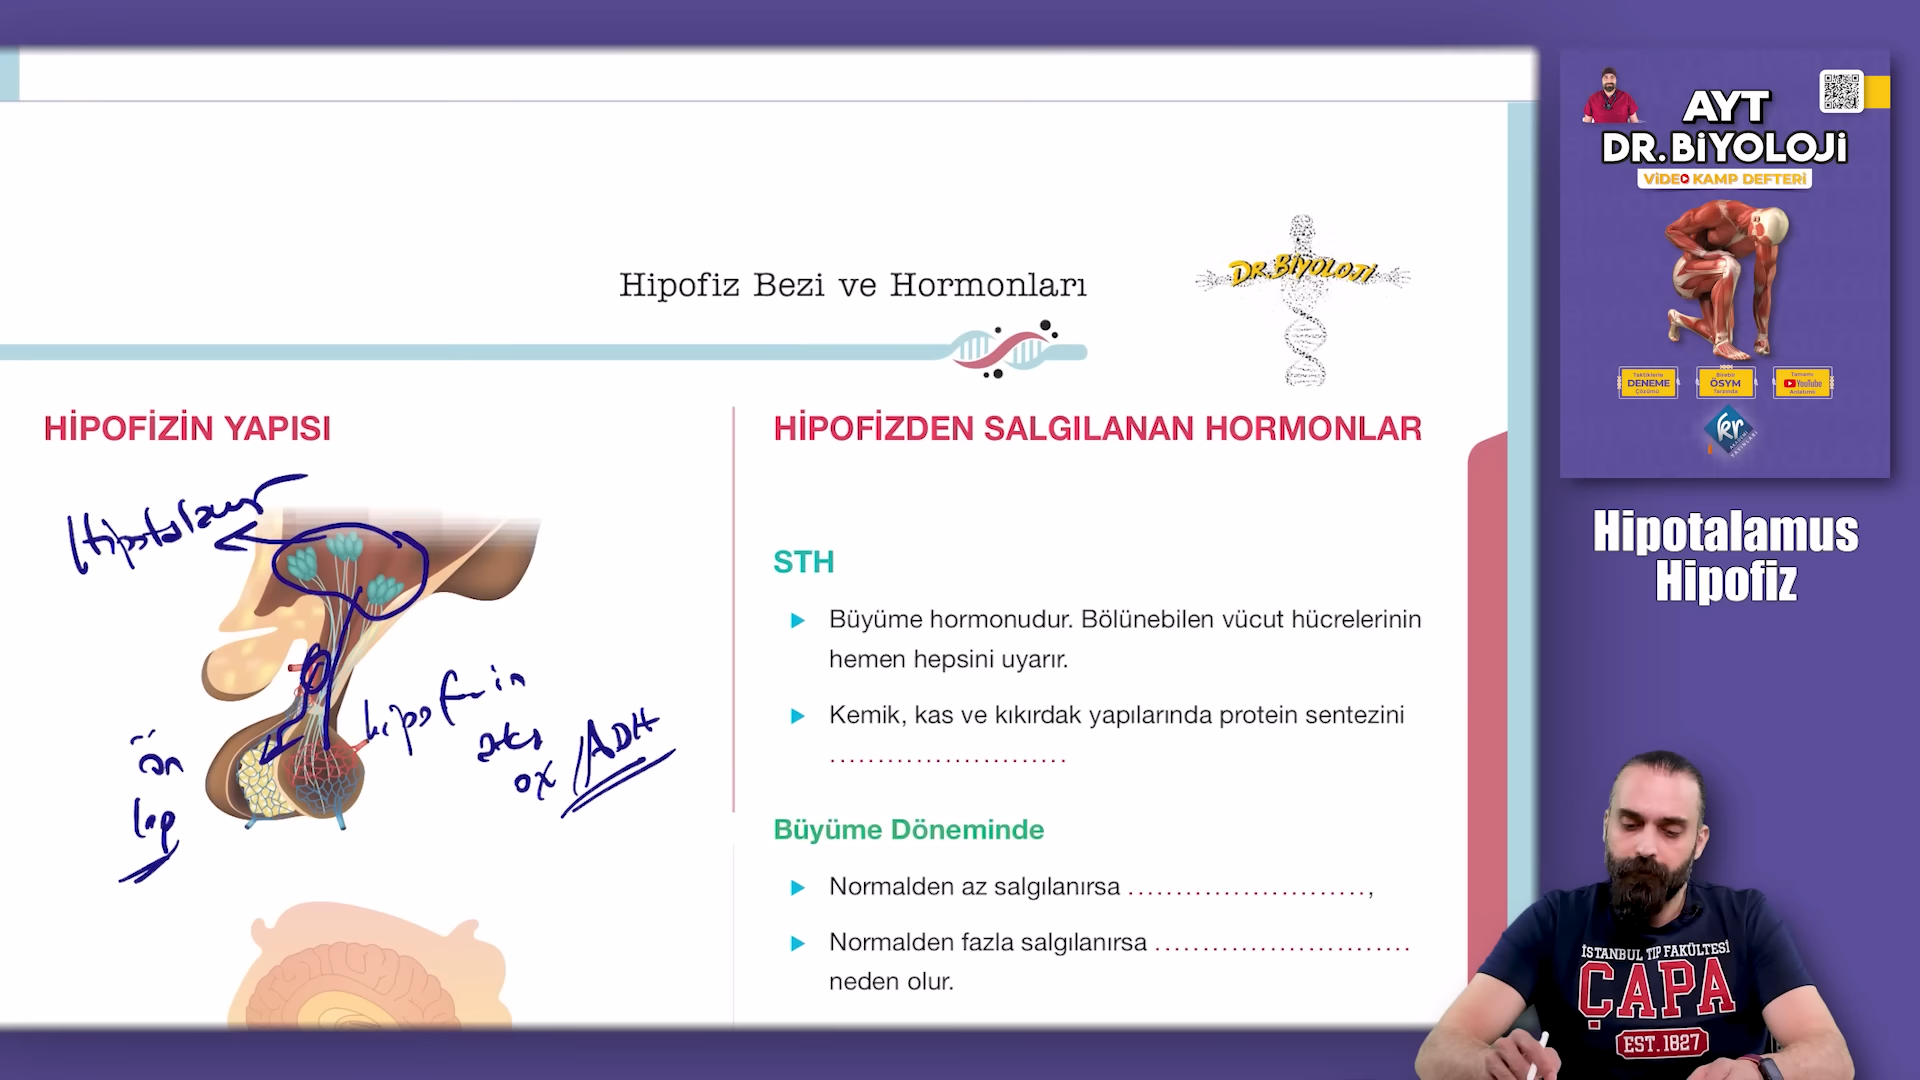 Hipofiz Bezi ve Hormonları
DR.BİYOLOJİ
HİPOFİZİN YAPISI
Hipotalamus
hipofizin
arka
ox / ADH
ön
lop
HİPOFİZDEN SALGILANAN HORMONLAR
STH
Büyüme hormonudur. Bölünebilen vücut hücrelerinin
hemen hepsini uyarır.
Kemik, kas ve kıkırdak yapılarında protein sentezini
.........................
Büyüme Döneminde
Normalden az salgılanırsa .........................,
Normalden fazla salgılanırsa ...........................
neden olur.
AYT
DR.BİYOLOJİ
VİDEO KAMP DEFTERİ
DENEME
ÖSYM
YouTube
kr
Hipotalamus
Hipofiz
İSTANBUL TIP FAKÜLTESİ
ÇAPA
EST.1827